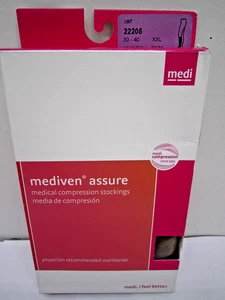 calf
22206
30 - 40 XXL
medi
medi
compression
mediven® assure
medical compression stockings
media de compresión
physician recommended worldwide
medi. I feel better.